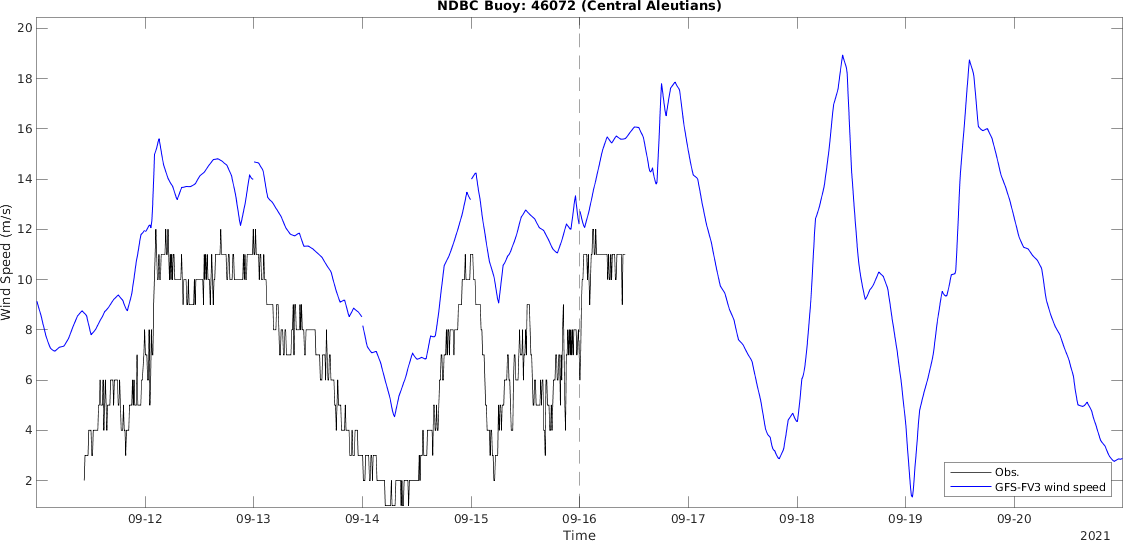 NDBC Buoy: 46072 (Central Aleutians)
20
18
16
14
12
10
8
6
4
2
Wind Speed (m/s)
09-12 09-13 09-14 09-15 09-16 09-17 09-18 09-19 09-20
Time
2021
Obs.
GFS-FV3 wind speed